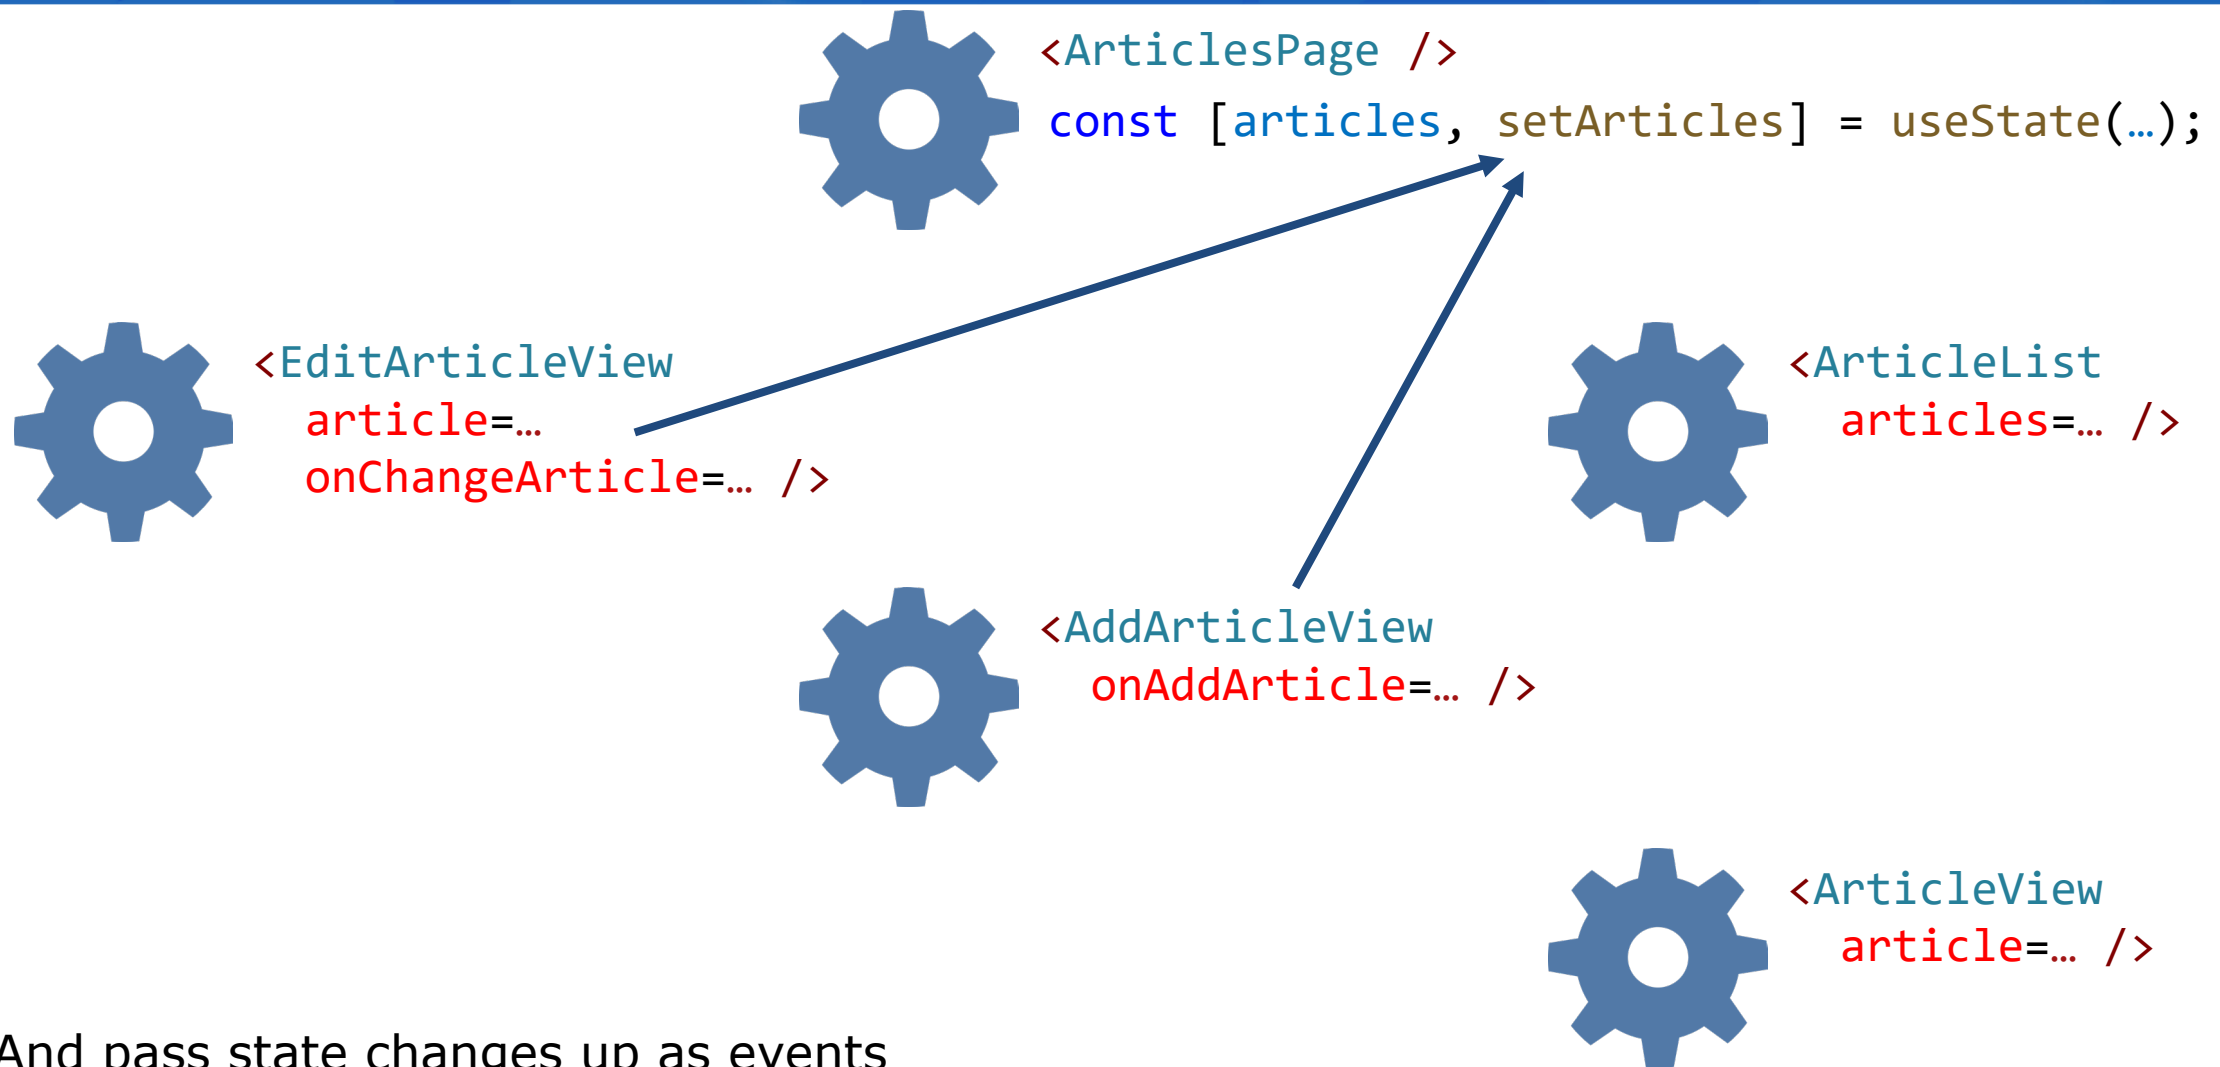 <ArticlesPage />
const [articles, setArticles] = useState(…);
<EditArticleView
article=…
onChangeArticle=… />
<ArticleList
articles=… />
<AddArticleView
onAddArticle=… />
<ArticleView
article=… />
And pass state changes up as events